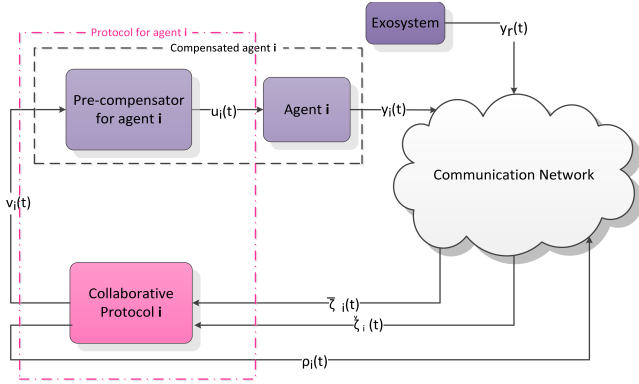 Protocol for agent i
Exosystem
yr(t)
Compensated agent i
Pre-compensator
for agent i
ui(t)
Agent i
yi(t)
Communication Network
vi(t)
Collaborative
Protocol i
ζ̅ i(t)
ζ̌ i (t)
ρi(t)